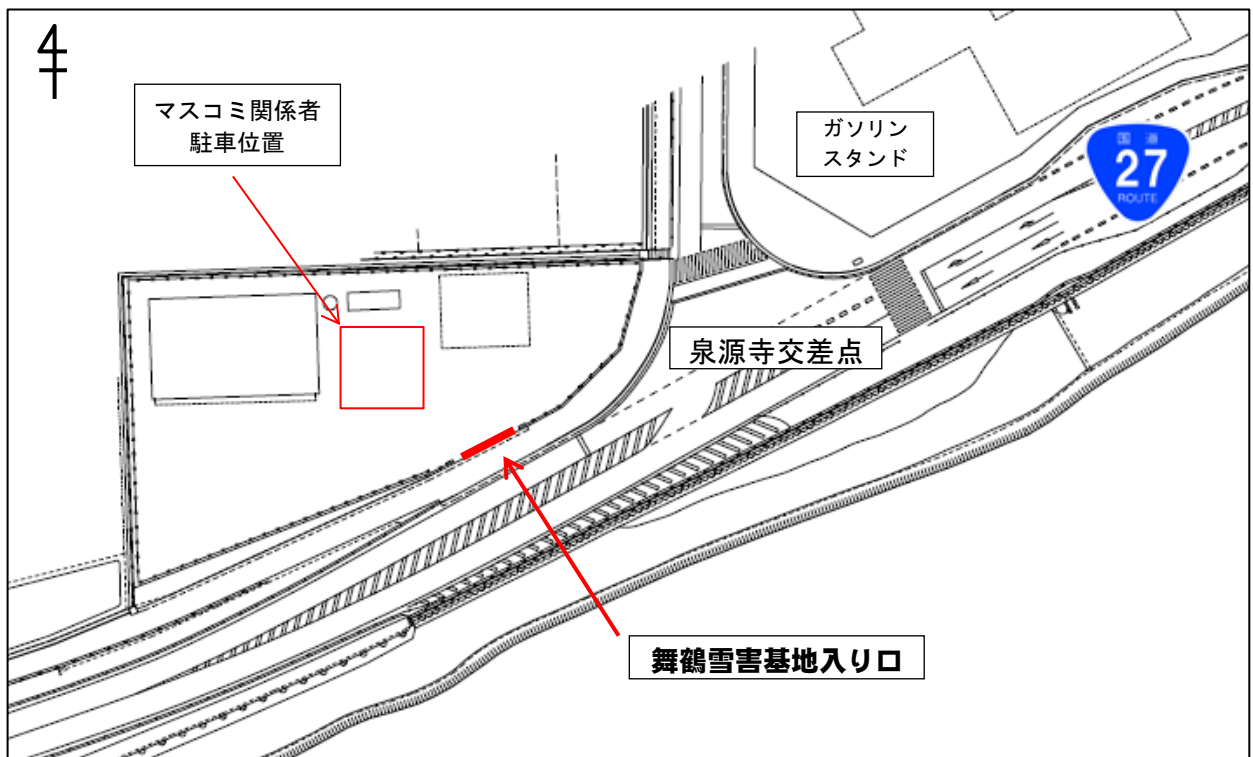 マスコミ関係者
駐車位置
ガソリン
スタンド
国道
27
ROUTE
泉源寺交差点
舞鶴雪害基地入り口